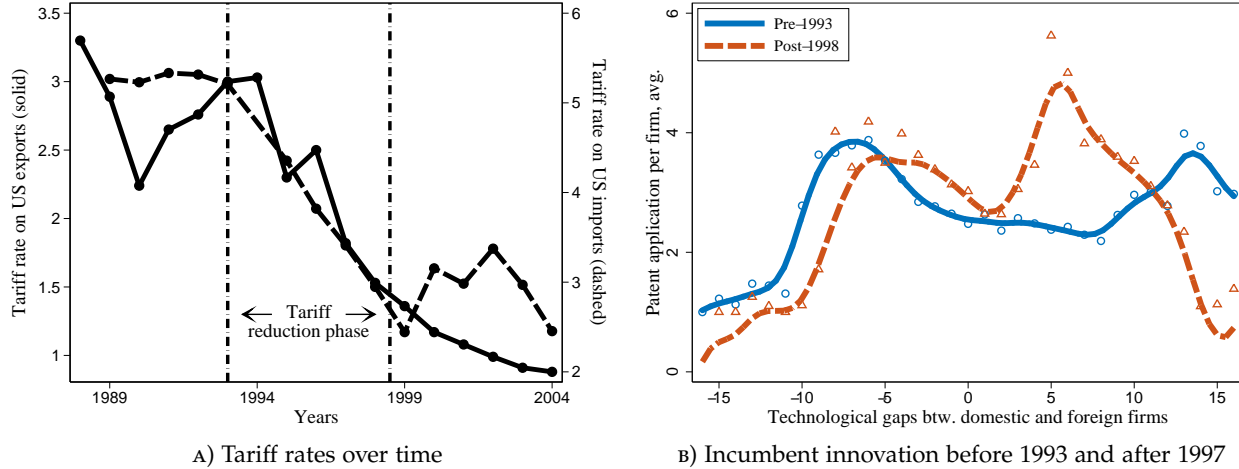 3.5
3
2.5
2
1.5
1
Tariff rate on US exports (solid)
6
5
4
3
2
Tariff rate on US imports (dashed)
Tariff
reduction phase
1989
1994
1999
2004
Years
A) Tariff rates over time
Pre–1993
Post–1998
6
4
2
0
Patent application per firm, avg.
−15
−10
−5
0
5
10
15
Technological gaps btw. domestic and foreign firms
B) Incumbent innovation before 1993 and after 1997